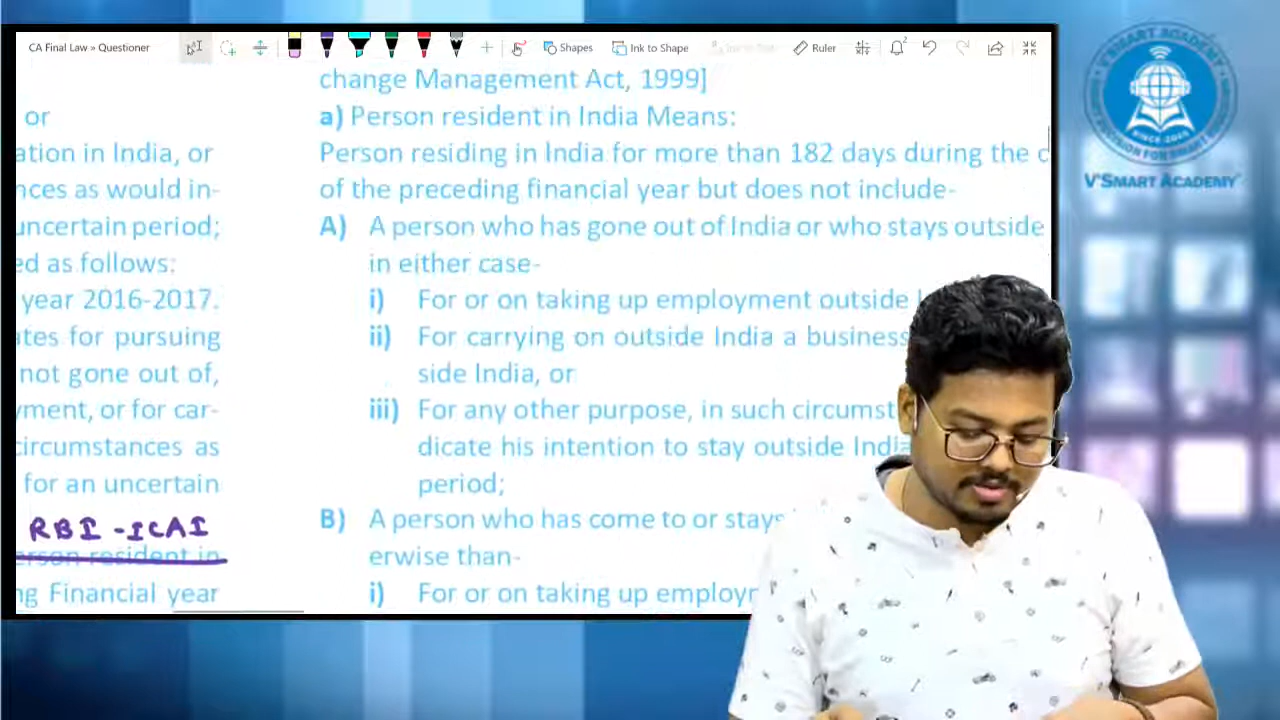 CA Final Law » Questioner
Shapes
Ink to Shape
Ruler
or
ation in India, or
nces as would in-
uncertain period;
ed as follows:
year 2016-2017.
ates for pursuing
not gone out of,
yment, or for car-
circumstances as
for an uncertain
RBI - ICAI
erson resident in
ng Financial year
change Management Act, 1999]
a) Person resident in India Means:
Person residing in India for more than 182 days during the c
of the preceding financial year but does not include-
A) A person who has gone out of India or who stays outside
in either case-
i) For or on taking up employment outside
ii) For carrying on outside India a business
side India, or
iii) For any other purpose, in such circumst
dicate his intention to stay outside India
period;
B) A person who has come to or stays
erwise than-
i) For or on taking up employm
SINCE 2005
V'SMART ACADEMY